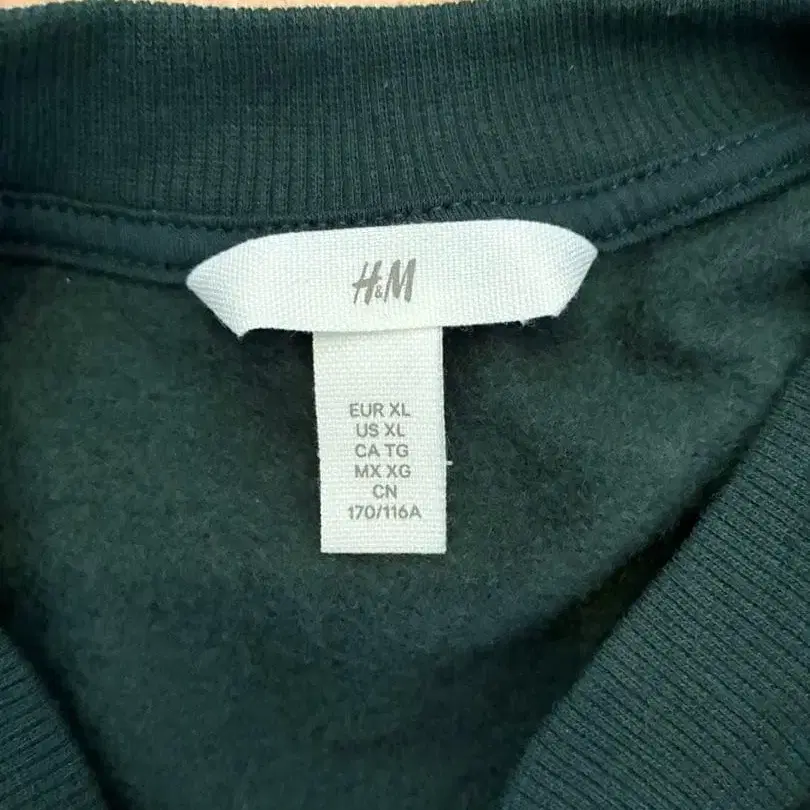 H&M
EUR XL
US XL
CA TG
MX XG
CN
170/116A